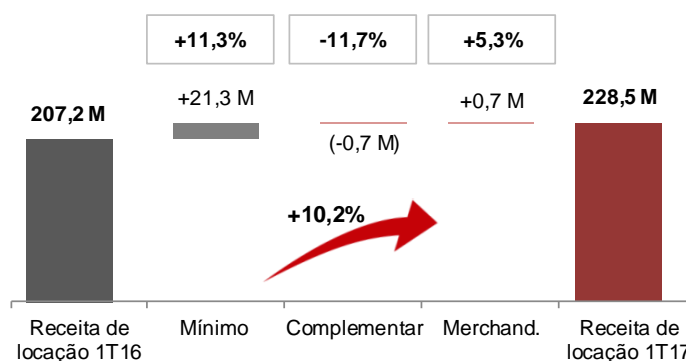 +11,3%
-11,7%
+5,3%
207,2 M
+21,3 M
(-0,7 M)
+0,7 M
228,5 M
+10,2%
Receita de
locação 1T16
Mínimo
Complementar
Merchand.
Receita de
locação 1T17